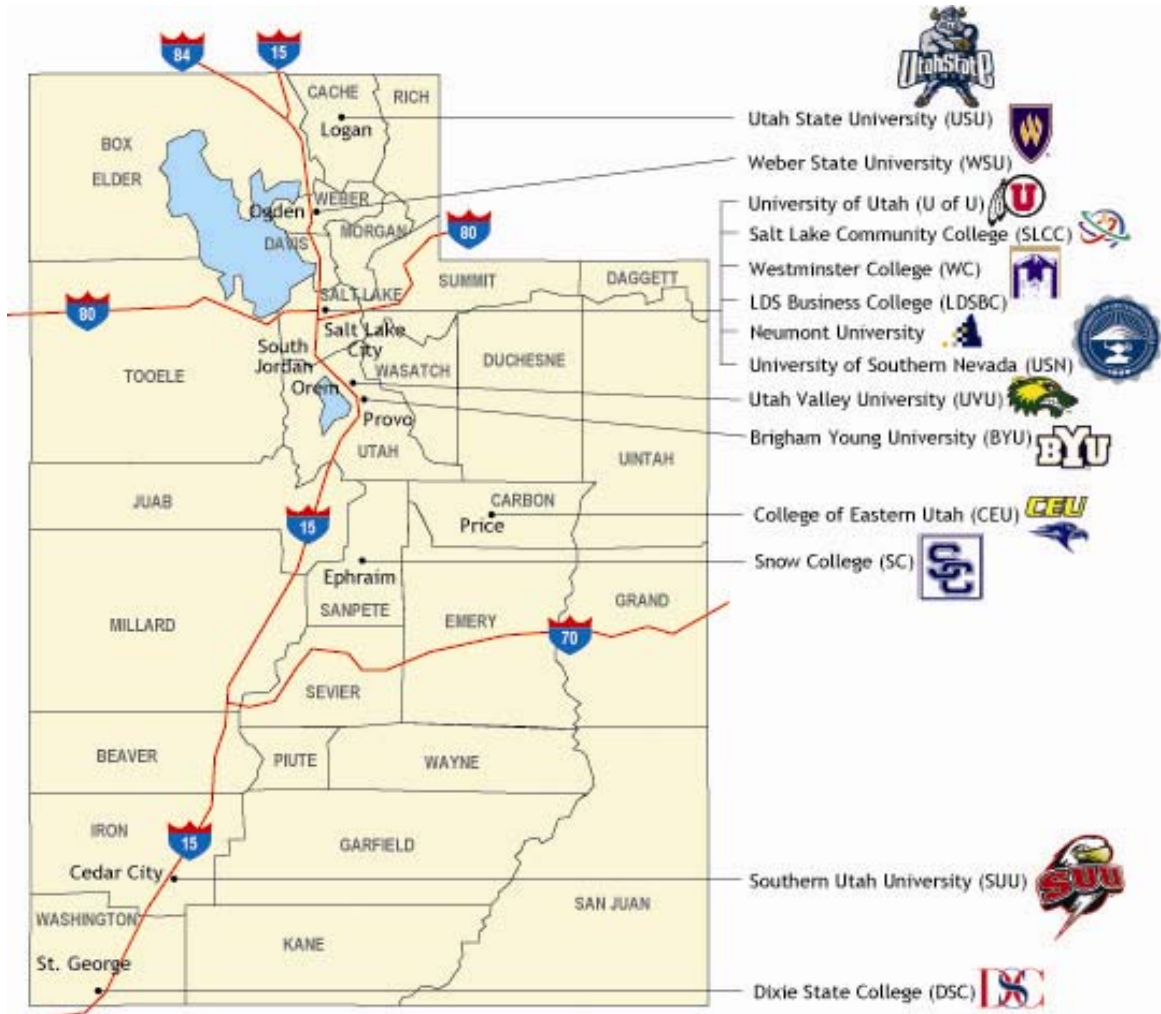 UtahState
84
15
CACHE
RICH
Logan
Utah State University (USU)
W
BOX
ELDER
Weber State University (WSU)
WEBER
Ogden
University of Utah (U of U)
U
80
DAVIS
MORGAN
Salt Lake Community College (SLCC)
SUMMIT
DAGGETT
Westminster College (WC)
SALT LAKE
LDS Business College (LDSBC)
80
Salt Lake
City
Neumont University
South
Jordan
WASATCH
DUCHESNE
University of Southern Nevada (USN)
TOOELE
Orem
Utah Valley University (UVU)
Provo
Brigham Young University (BYU)
BYU
UTAH
UINTAH
JUAB
CARBON
15
Price
College of Eastern Utah (CEU)
CEU
Snow College (SC)
SC
Ephraim
SANPETE
GRAND
MILLARD
EMERY
70
SEVIER
BEAVER
PIUTE
WAYNE
IRON
15
GARFIELD
Cedar City
Southern Utah University (SUU)
SUU
WASHINGTON
SAN JUAN
KANE
St. George
Dixie State College (DSC)
DSC